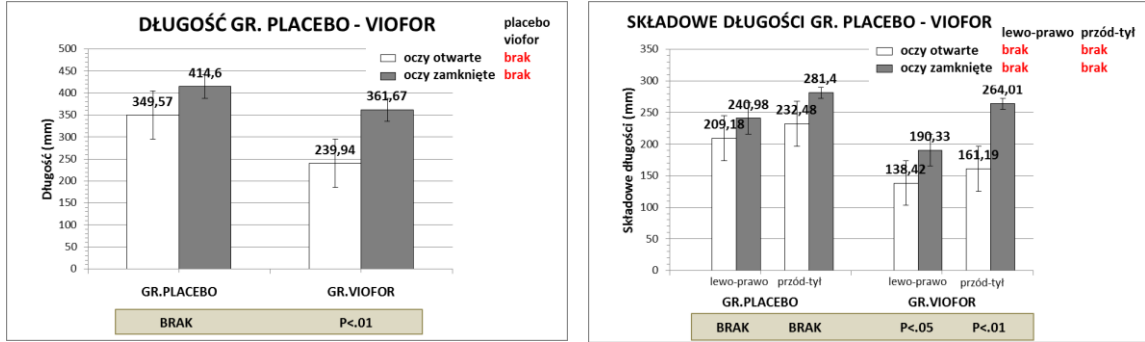 DŁUGOŚĆ GR. PLACEBO - VIOFOR
placebo
viofor
oczy otwarte brak
oczy zamknięte brak
Długość (mm)
500
450
400
350
300
250
200
150
100
50
0
349,57
414,6
239,94
361,67
GR.PLACEBO GR.VIOFOR
BRAK P<.01
SKŁADOWE DŁUGOŚCI GR. PLACEBO - VIOFOR
lewo-prawo przód-tył
oczy otwarte brak brak
oczy zamknięte brak brak
Składowe długości (mm)
350
300
250
200
150
100
50
0
209,18
240,98
232,48
281,4
138,42
190,33
161,19
264,01
lewo-prawo przód-tył lewo-prawo przód-tył
GR.PLACEBO GR.VIOFOR
BRAK BRAK P<.05 P<.01